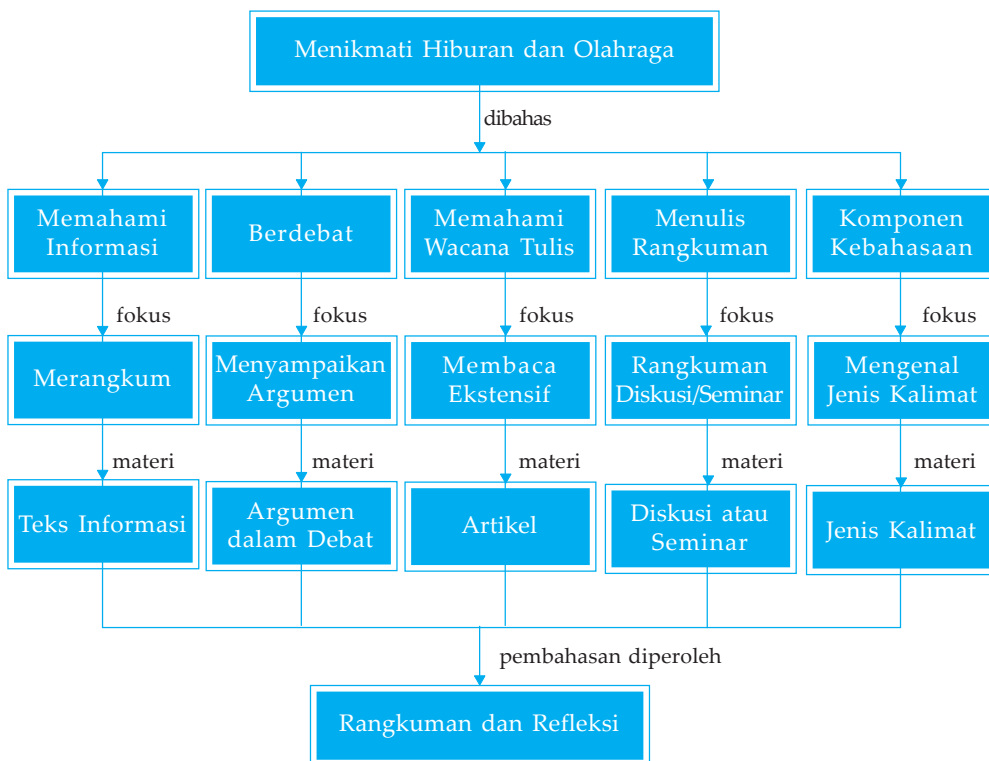 Menikmati Hiburan dan Olahraga
dibahas
Memahami
Informasi
Berdebat
Memahami
Wacana Tulis
Menulis
Rangkuman
Komponen
Kebahasaan
fokus
fokus
fokus
fokus
fokus
Merangkum
Menyampaikan
Argumen
Membaca
Ekstensif
Rangkuman
Diskusi/Seminar
Mengenal
Jenis Kalimat
materi
materi
materi
materi
materi
Teks Informasi
Argumen
dalam Debat
Artikel
Diskusi atau
Seminar
Jenis Kalimat
pembahasan diperoleh
Rangkuman dan Refleksi